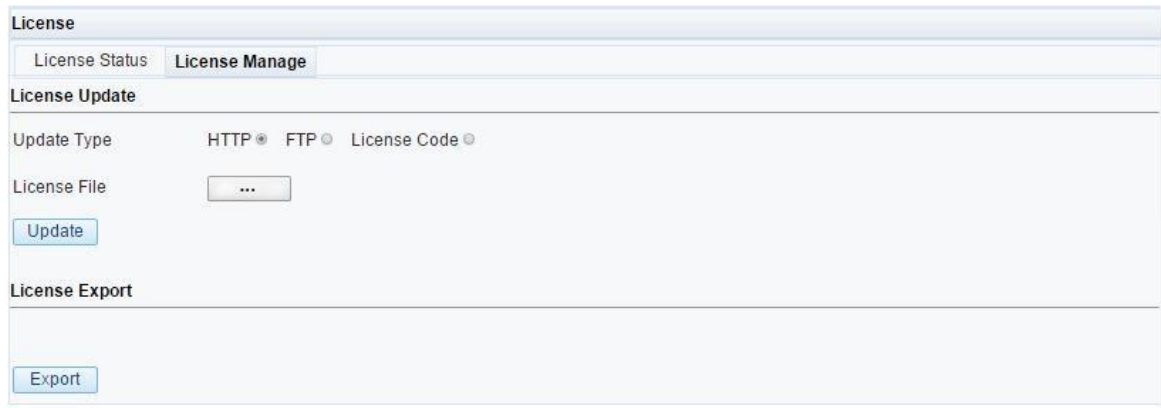 License
License Status License Manage
License Update
Update Type HTTP FTP License Code
License File ...
Update
License Export
Export